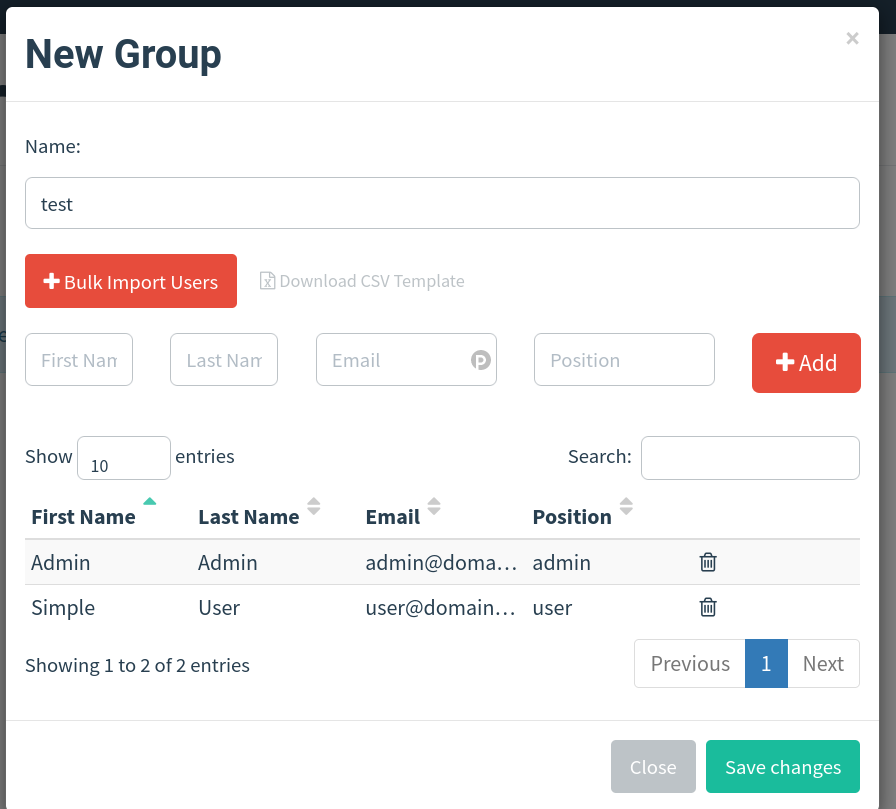 New Group
×
Name:
test
Bulk Import Users
Download CSV Template
First Nam
Last Nam
Email
Position
Add
Show 10 entries
Search:
First Name Last Name Email Position
Admin Admin admin@doma... admin
Simple User user@domain... user
Showing 1 to 2 of 2 entries
Previous 1 Next
Close Save changes